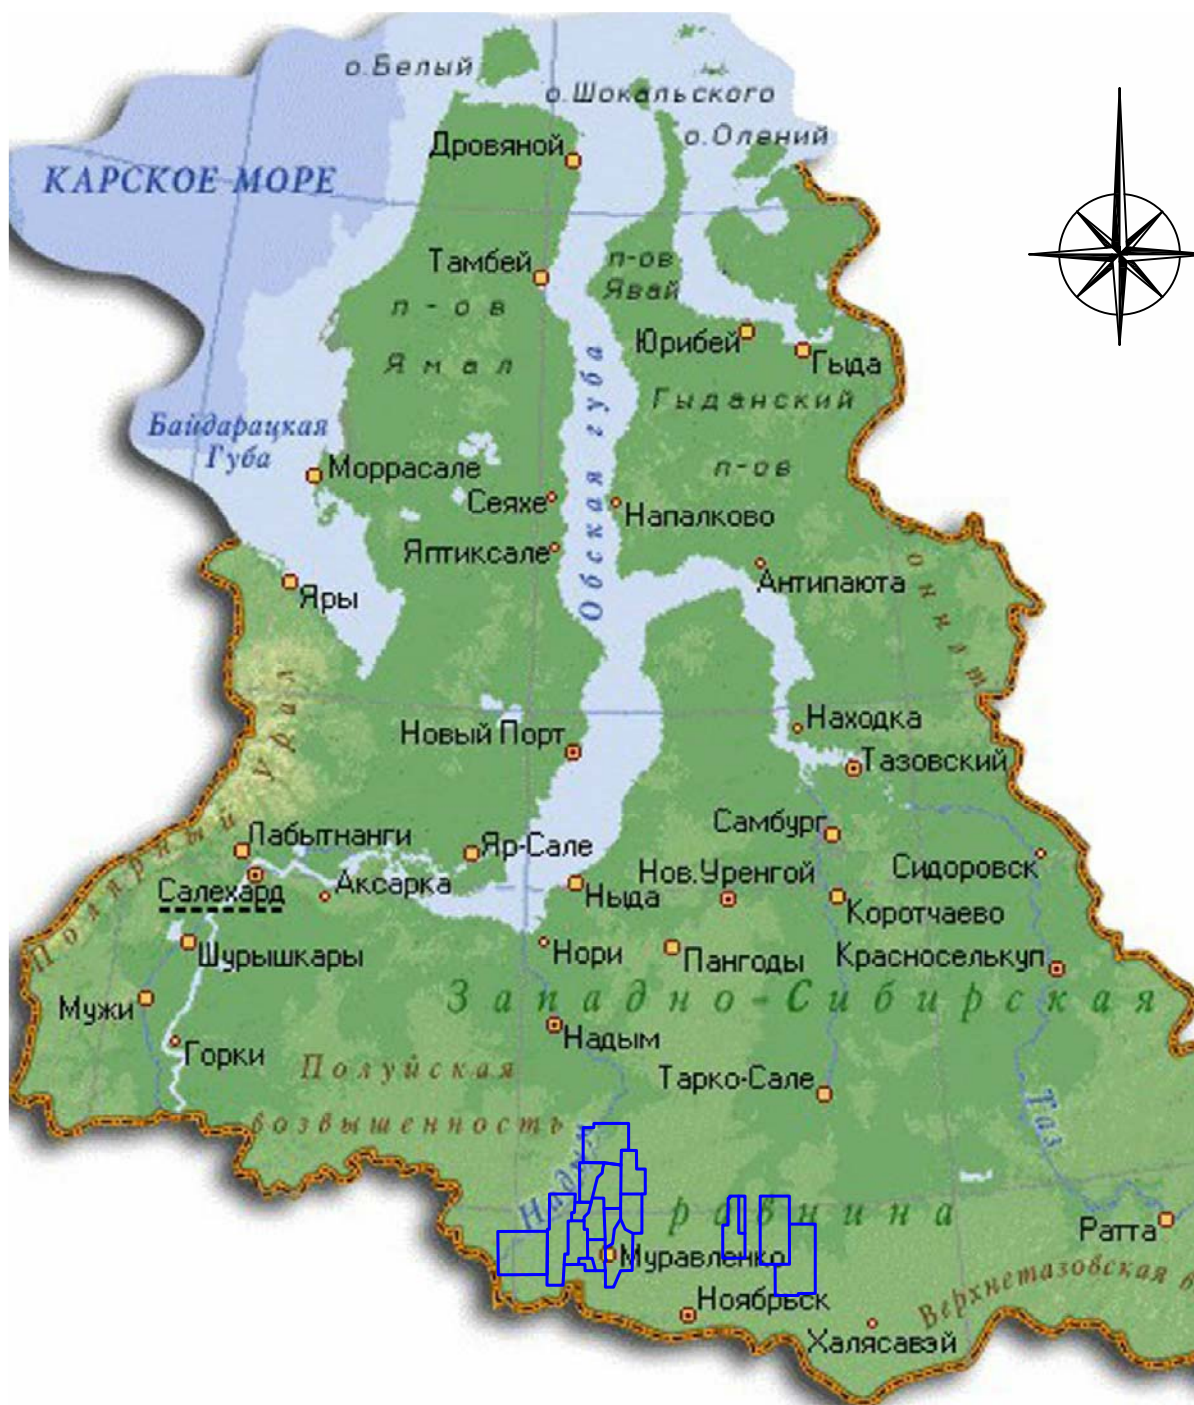 о.Белый
о.Шокальского
о.Олений
Дровяной
КАРСКОЕ МОРЕ
Тамбей
п-ов
Явай
п-ов
Ямал
Юрибей
Гыда
Гыданский
п-ов
Обская губа
Байдарацкая
Губа
Моррасале
Сеяхе
Напалково
Яптиксале
Антипаюта
Яры
Полярный Урал
Находка
Новый Порт
Тазовский
Самбург
Лабытнанги
Яр-Сале
Сидоровск
Нов.Уренгой
Салехард
Аксарка
Ныда
Коротчаево
Шурышкары
Нори
Пангоды
Красноселькуп
Западно-Сибирская
Мужи
Надым
Горки
Полуйская
Тарко-Сале
возвышенность
Таз
Надым
равнина
Ратта
Муравленко
Верхнетазовская в
Ноябрьск
Халясавэй